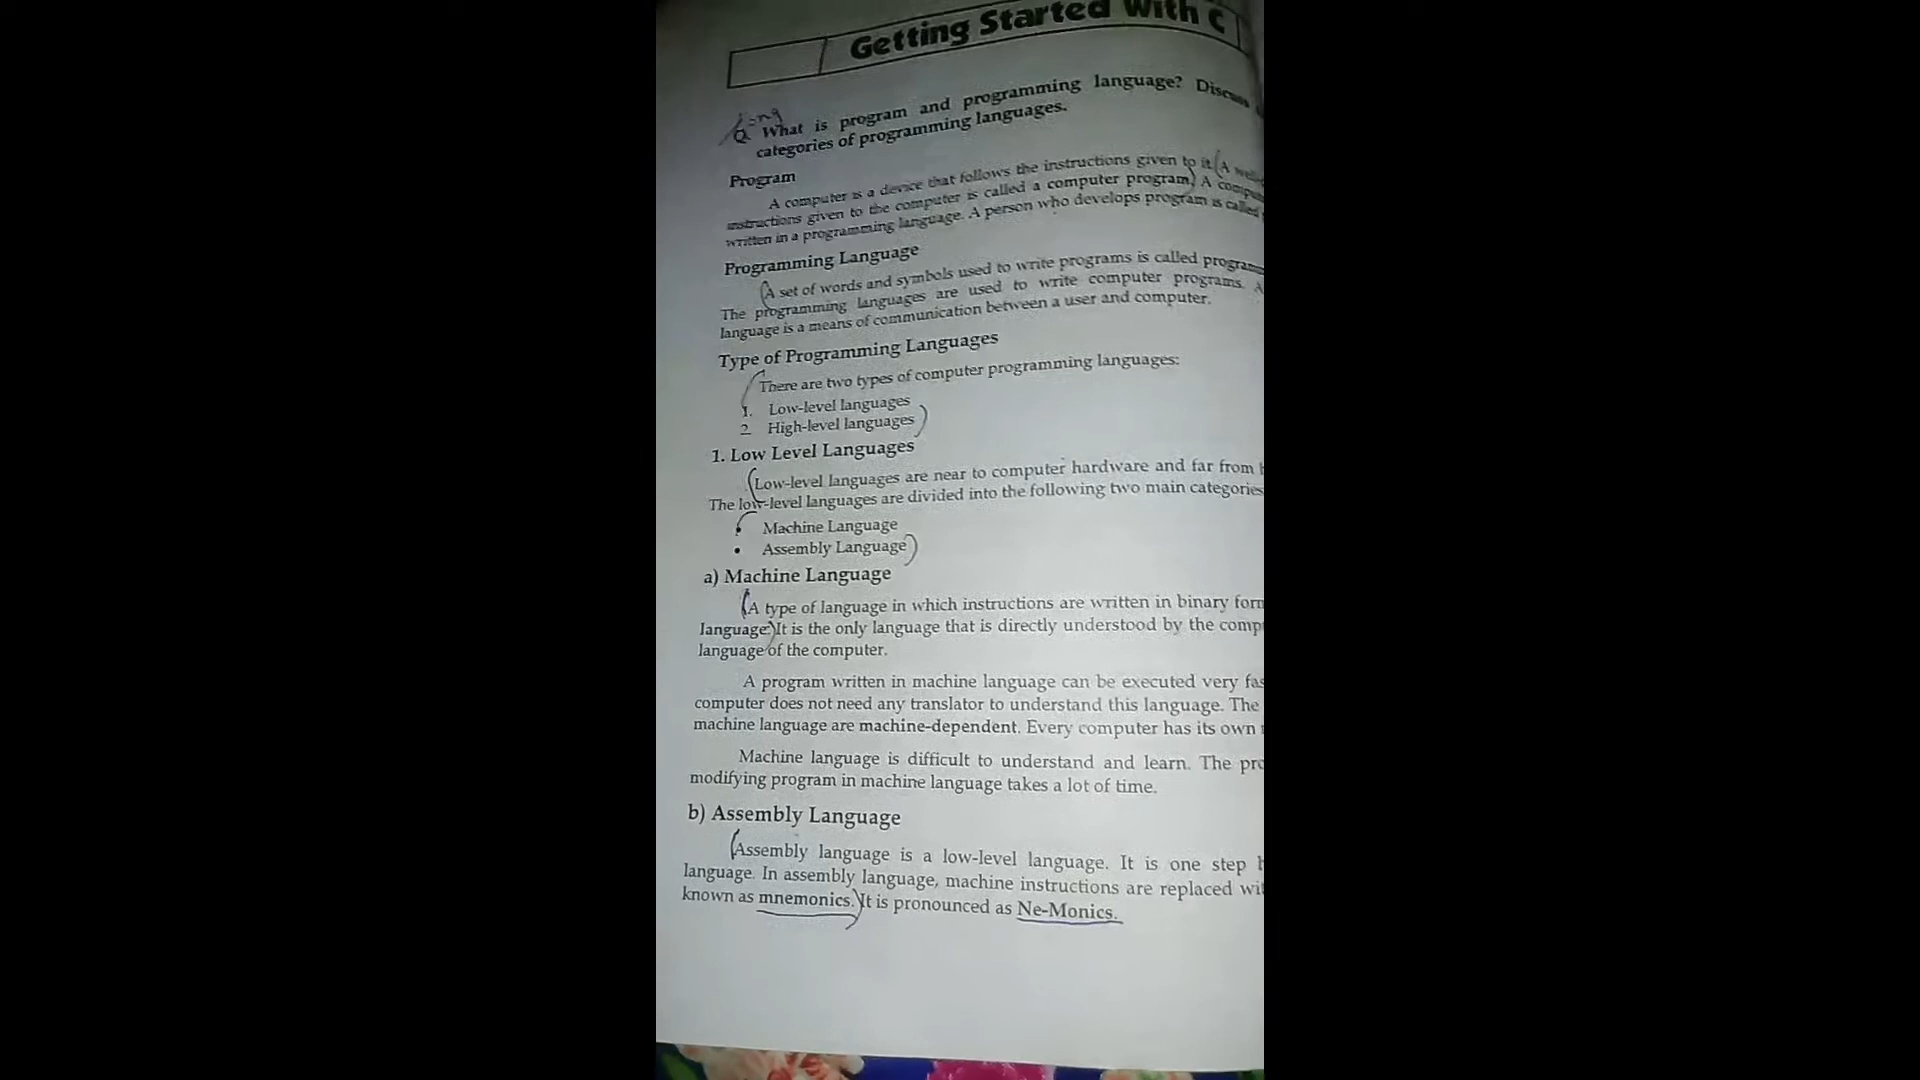 Getting Started With C
Long
Q. What is program and programming language? Discuss
categories of programming languages.
Program
A computer is a device that follows the instructions given to it. (A
instructions given to the computer is called a computer program.) A
written in a programming language. A person who develops program is called
Programming Language
(A set of words and symbols used to write programs is called
The programming languages are used to write computer programs. A
language is a means of communication between a user and computer.
Type of Programming Languages
There are two types of computer programming languages:
1. Low-level languages
2. High-level languages
1. Low Level Languages
(Low-level languages are near to computer hardware and far from
The low-level languages are divided into the following two main categories
• Machine Language
• Assembly Language)
a) Machine Language
(A type of language in which instructions are written in binary
language.) It is the only language that is directly understood by the
language of the computer.
A program written in machine language can be executed very
computer does not need any translator to understand this language. The
machine language are machine-dependent. Every computer has its own
Machine language is difficult to understand and learn. The
modifying program in machine language takes a lot of time.
b) Assembly Language
(Assembly language is a low-level language. It is one step
language. In assembly language, machine instructions are replaced
known as mnemonics.) It is pronounced as Ne-Monics.